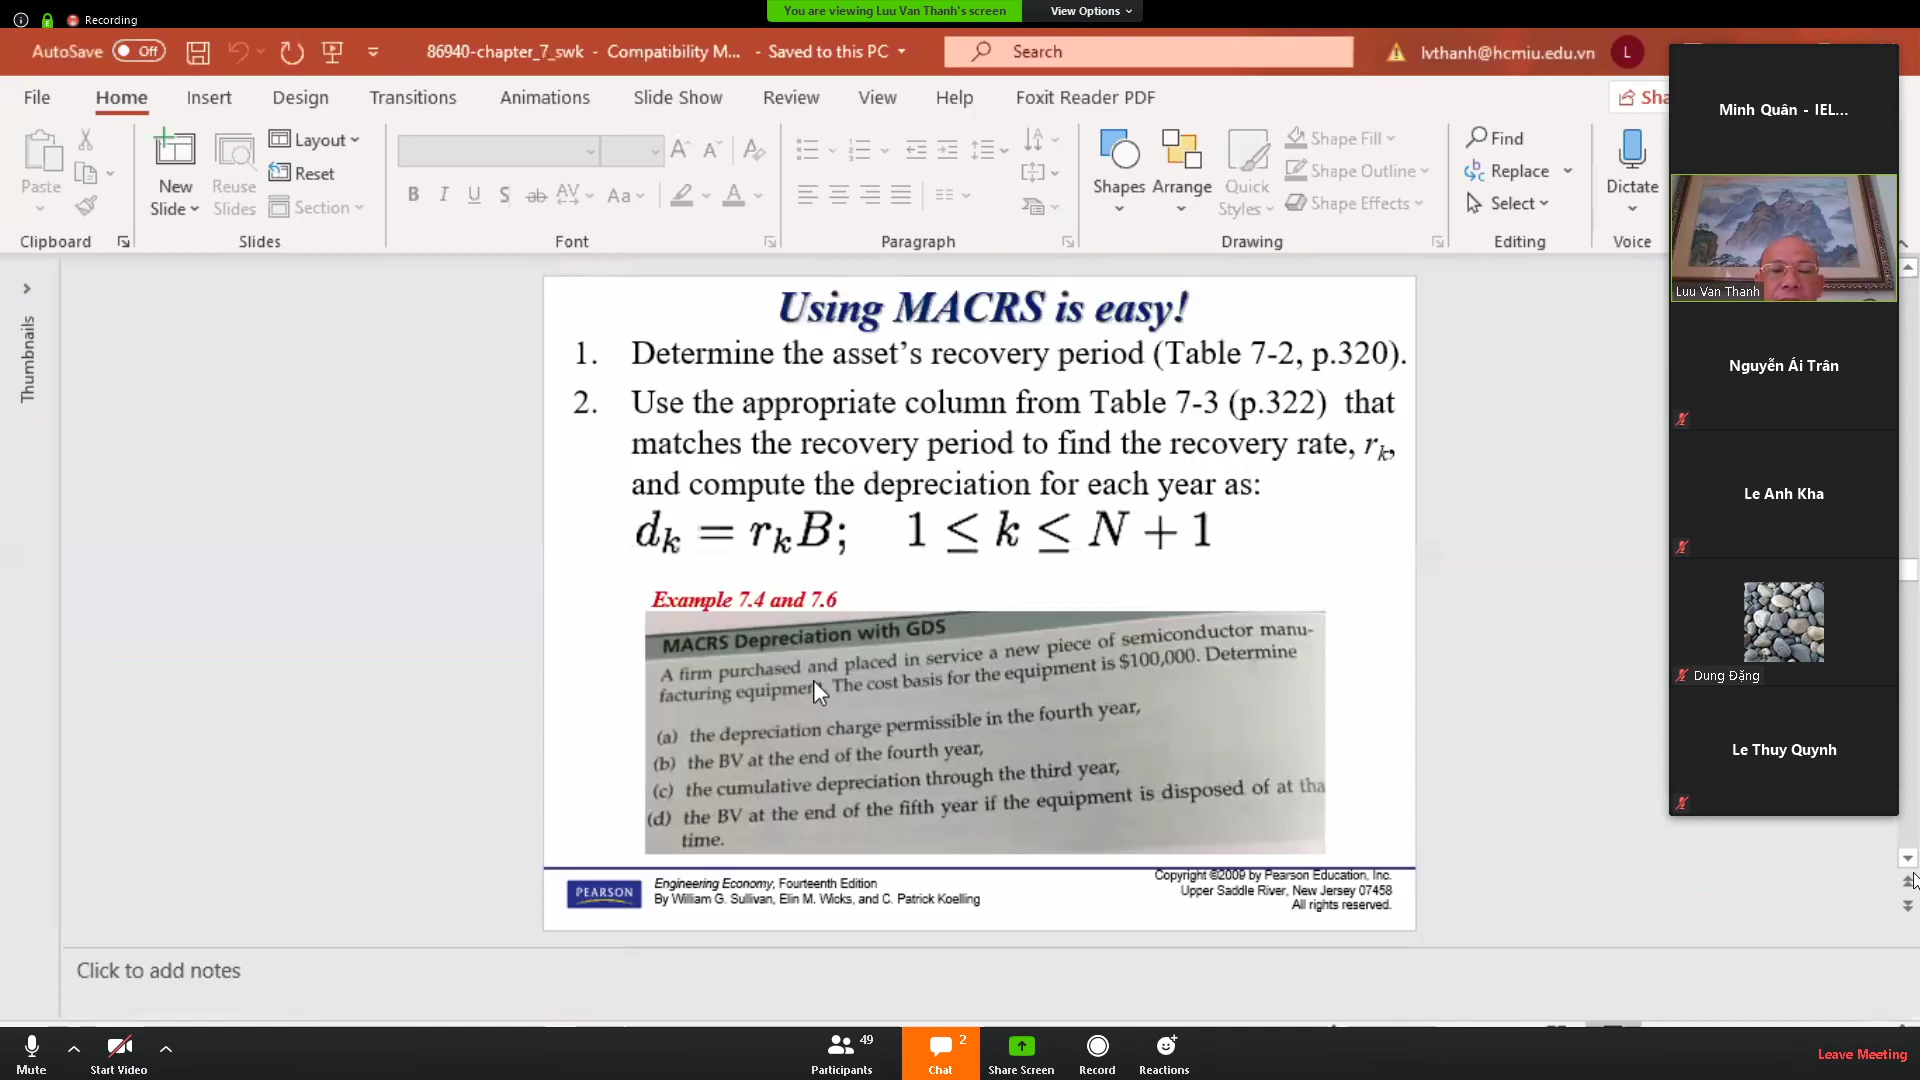 Recording
You are viewing Luu Van Thanh's screen
View Options
AutoSave Off
86940-chapter_7_swk - Compatibility M... - Saved to this PC
Search
lvthanh@hcmiu.edu.vn
L
File Home Insert Design Transitions Animations Slide Show Review View Help Foxit Reader PDF
Sha
Paste
New
Slide
Reuse
Slides
Layout
Reset
Section
B I U S ab AV Aa A
Shapes Arrange
Quick
Styles
Shape Fill
Shape Outline
Shape Effects
Find
Replace
Select
Dictate
Clipboard Slides Font Paragraph Drawing Editing Voice
Thumbnails
Using MACRS is easy!
1. Determine the asset's recovery period (Table 7-2, p.320).
2. Use the appropriate column from Table 7-3 (p.322) that
matches the recovery period to find the recovery rate, rk,
and compute the depreciation for each year as:
dk = rkB; 1 ≤ k ≤ N + 1
Example 7.4 and 7.6
MACRS Depreciation with GDS
A firm purchased and placed in service a new piece of semiconductor manu-
facturing equipment. The cost basis for the equipment is $100,000. Determine
(a) the depreciation charge permissible in the fourth year,
(b) the BV at the end of the fourth year,
(c) the cumulative depreciation through the third year,
(d) the BV at the end of the fifth year if the equipment is disposed of at tha
time.
PEARSON
Engineering Economy, Fourteenth Edition
By William G. Sullivan, Elin M. Wicks, and C. Patrick Koelling
Copyright ©2009 by Pearson Education, Inc.
Upper Saddle River, New Jersey 07458
All rights reserved.
Click to add notes
Minh Quân - IEL...
Luu Van Thanh
Nguyễn Ái Trân
Le Anh Kha
Dung Đặng
Le Thuy Quynh
Mute
Start Video
Participants 49
Chat 2
Share Screen
Record
Reactions
Leave Meeting